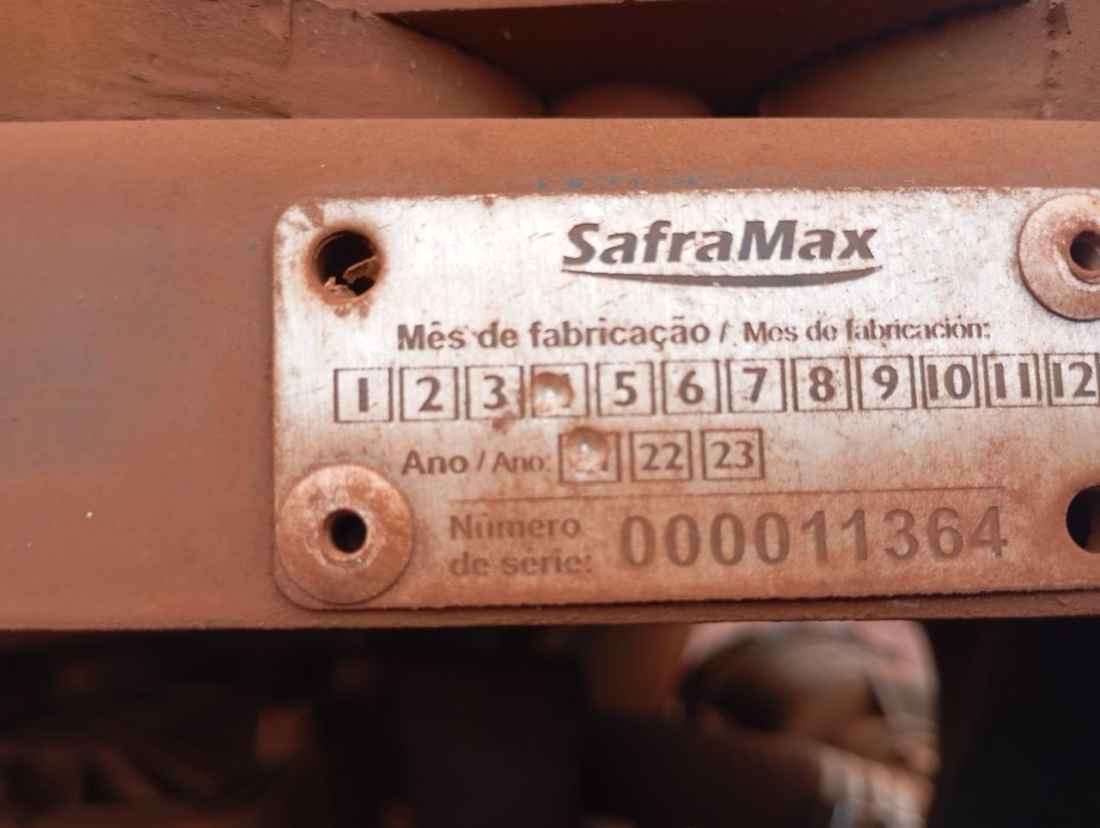 SafraMax
Mês de fabricação / Mes de fabricación:
1 2 3 5 6 7 8 9 10 11 12
Ano / Ano: 22 23
Número
de série: 000011364